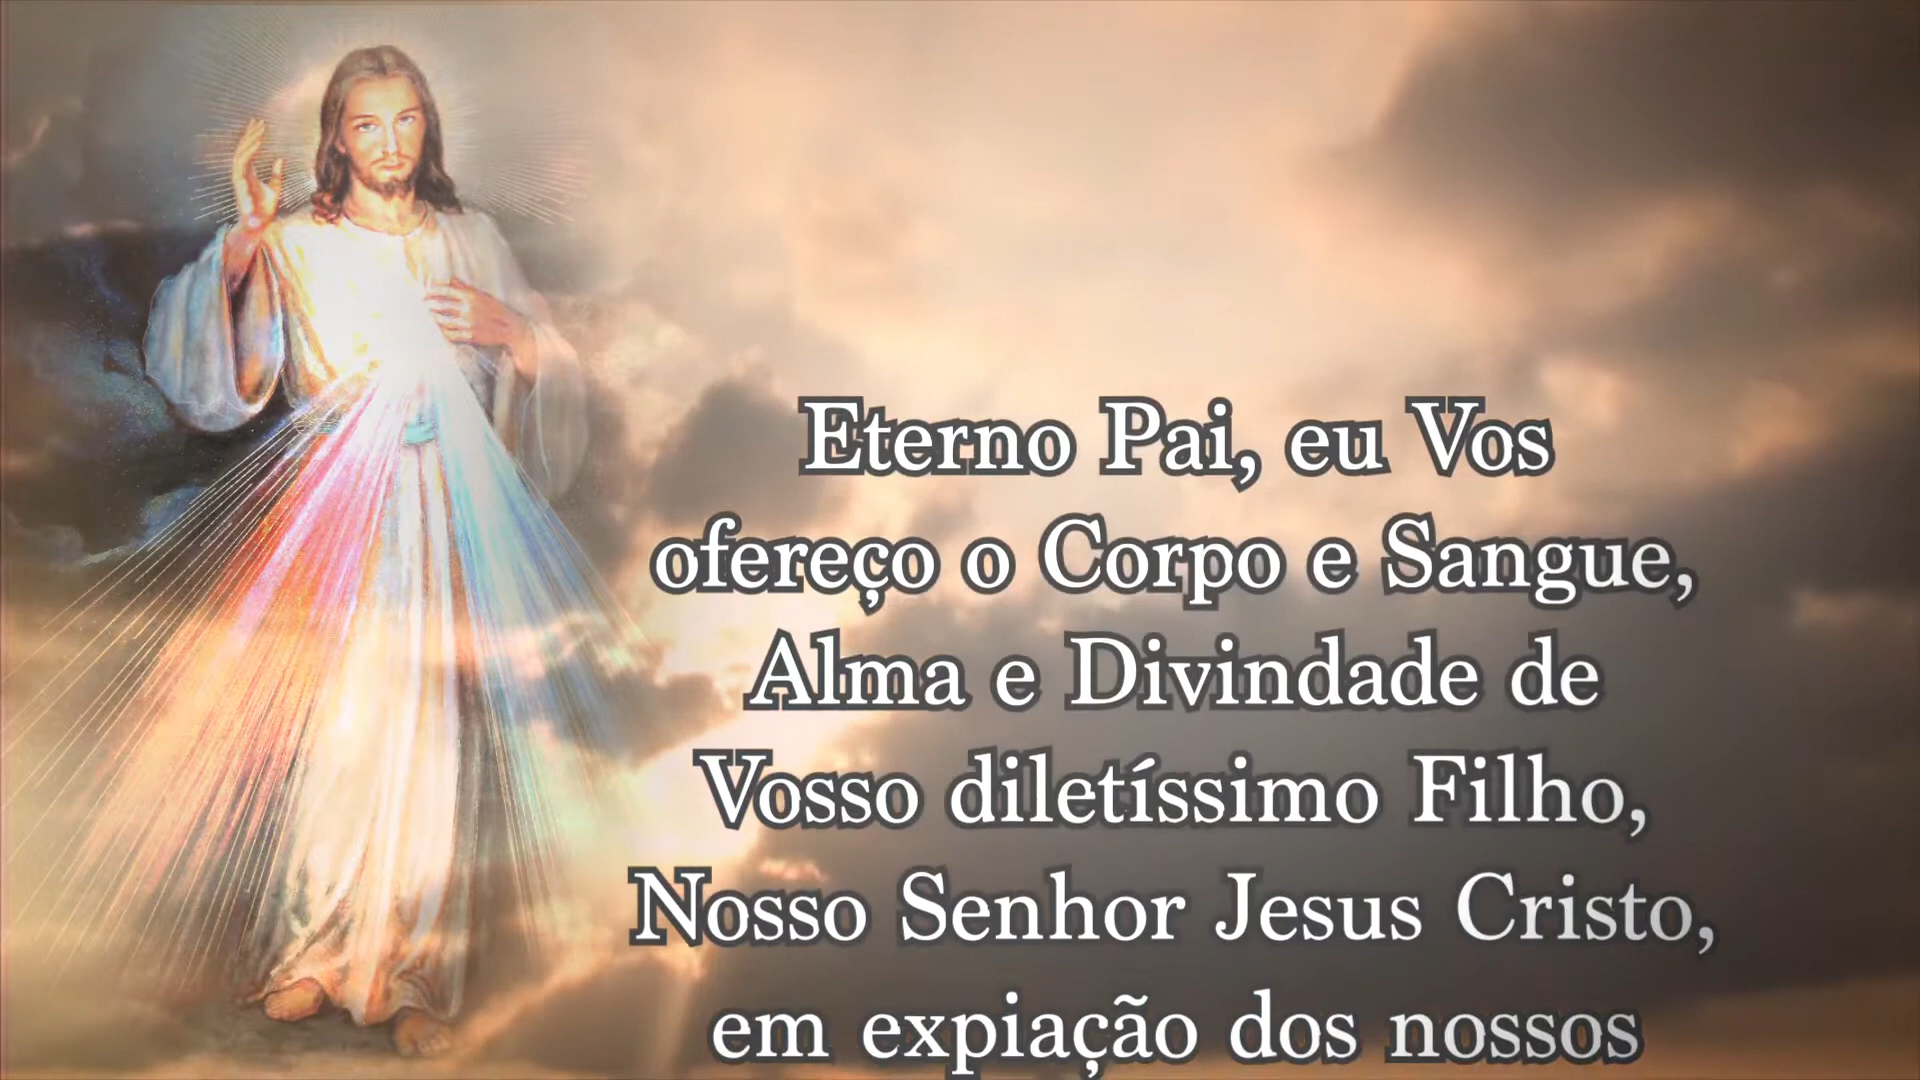 Eterno Pai, eu Vos
ofereço o Corpo e Sangue,
Alma e Divindade de
Vosso diletíssimo Filho,
Nosso Senhor Jesus Cristo,
em expiação dos nossos